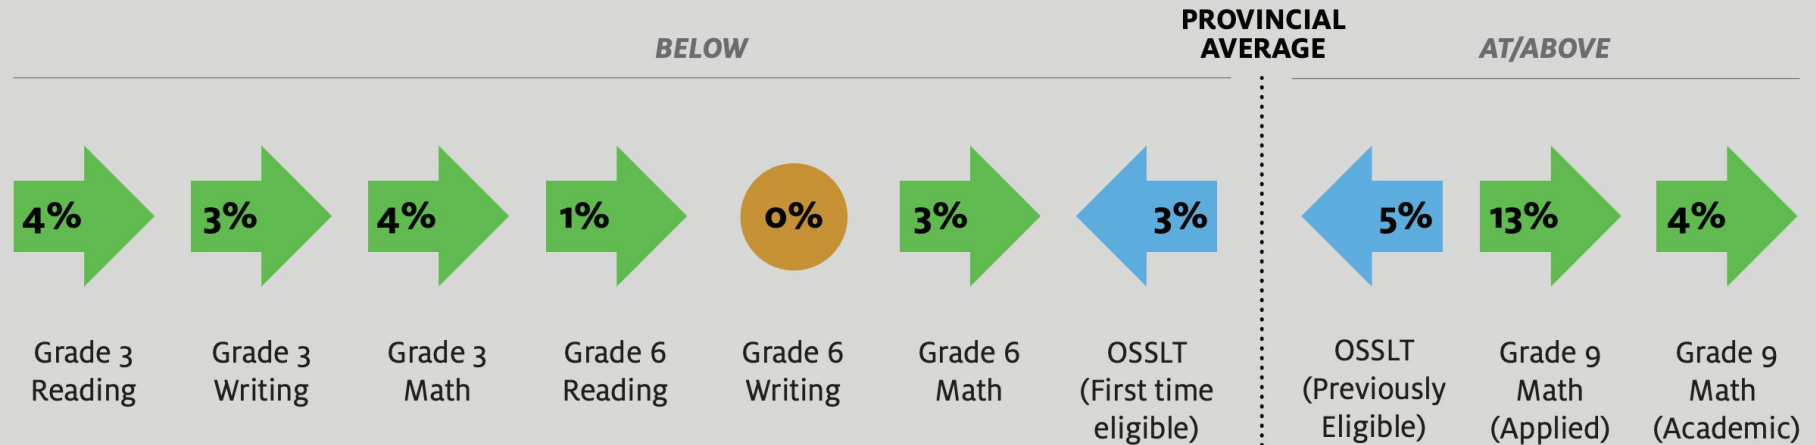 BELOW
PROVINCIAL
AVERAGE
AT/ABOVE
4%
3%
4%
1%
0%
3%
3%
5%
13%
4%
Grade 3
Reading
Grade 3
Writing
Grade 3
Math
Grade 6
Reading
Grade 6
Writing
Grade 6
Math
OSSLT
(First time
eligible)
OSSLT
(Previously
Eligible)
Grade 9
Math
(Applied)
Grade 9
Math
(Academic)